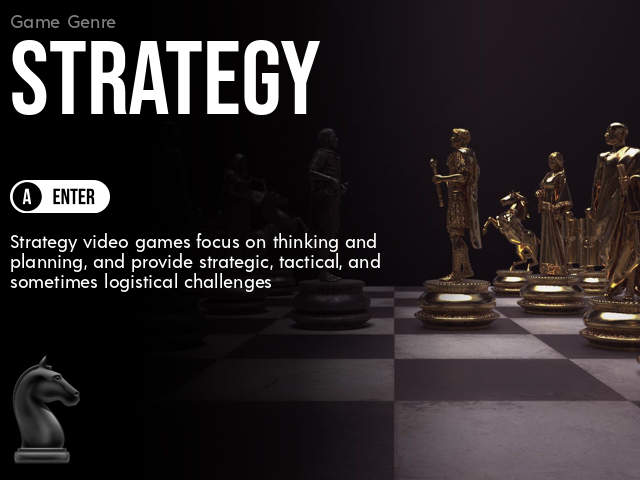 Game Genre
STRATEGY
A ENTER
Strategy video games focus on thinking and
planning, and provide strategic, tactical, and
sometimes logistical challenges